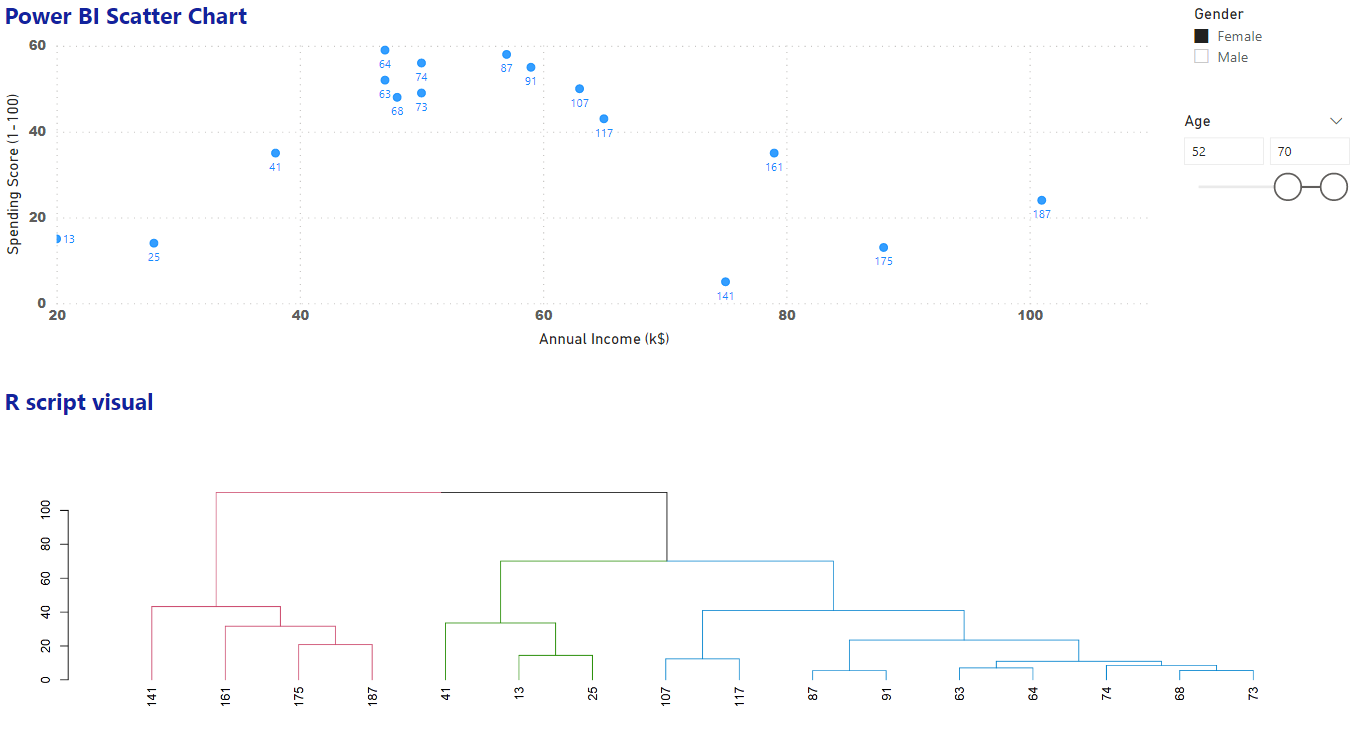 Power BI Scatter Chart
Gender
Female
Male
Age
52 70
Spending Score (1-100)
60
40
20
0
64
63
68
74
73
87
91
107
117
41
161
187
13
25
175
141
20 40 60 80 100
Annual Income (k$)
R script visual
100
80
60
40
20
0
141 161 175 187 41 13 25 107 117 87 91 63 64 74 68 73